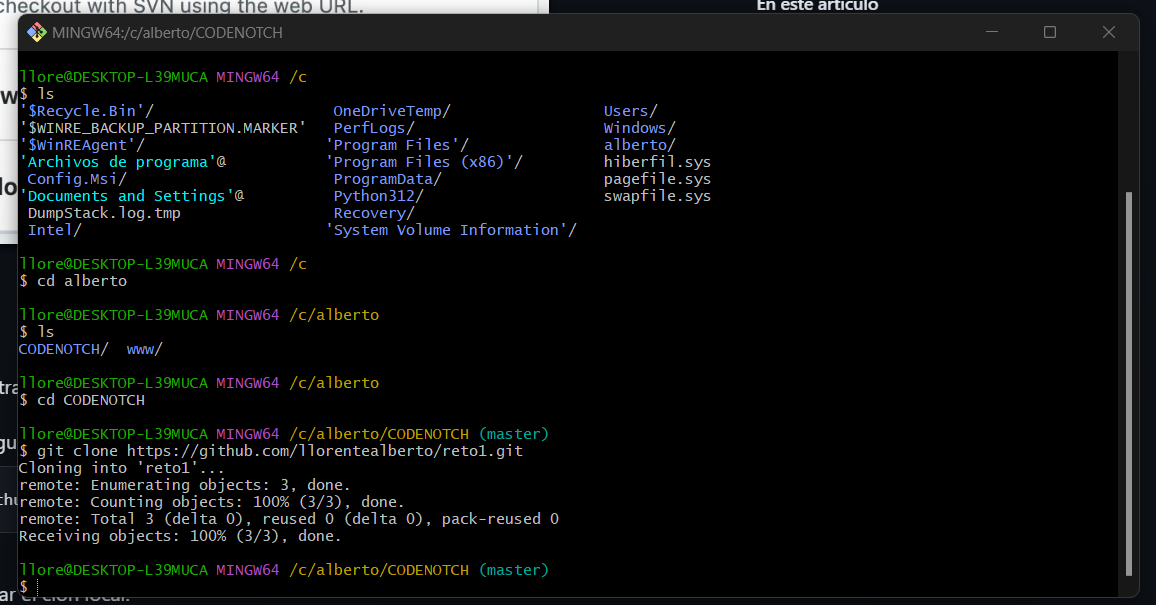 checkout with SVN using the web URL.
En este artículo
MINGW64:/c/alberto/CODENOTCH
llore@DESKTOP-L39MUCA MINGW64 /c
$ ls
'$Recycle.Bin'/ OneDriveTemp/ Users/
'$WINRE_BACKUP_PARTITION.MARKER' PerfLogs/ Windows/
'$WinREAgent'/ 'Program Files'/ alberto/
'Archivos de programa'@ 'Program Files (x86)'/ hiberfil.sys
Config.Msi/ ProgramData/ pagefile.sys
'Documents and Settings'@ Python312/ swapfile.sys
DumpStack.log.tmp Recovery/
Intel/ 'System Volume Information'/
llore@DESKTOP-L39MUCA MINGW64 /c
$ cd alberto
llore@DESKTOP-L39MUCA MINGW64 /c/alberto
$ ls
CODENOTCH/ www/
llore@DESKTOP-L39MUCA MINGW64 /c/alberto
$ cd CODENOTCH
llore@DESKTOP-L39MUCA MINGW64 /c/alberto/CODENOTCH (master)
$ git clone https://github.com/llorentealberto/reto1.git
Cloning into 'reto1'...
remote: Enumerating objects: 3, done.
remote: Counting objects: 100% (3/3), done.
remote: Total 3 (delta 0), reused 0 (delta 0), pack-reused 0
Receiving objects: 100% (3/3), done.
llore@DESKTOP-L39MUCA MINGW64 /c/alberto/CODENOTCH (master)
$